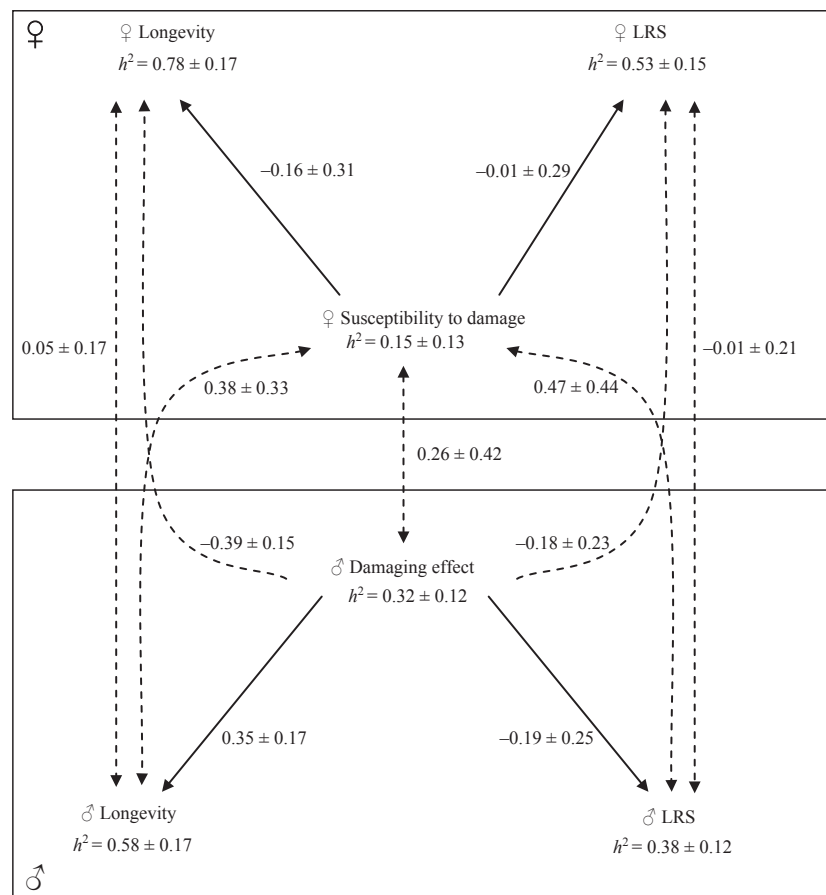 ♀
♀ Longevity
h² = 0.78 ± 0.17
♀ LRS
h² = 0.53 ± 0.15
–0.16 ± 0.31
–0.01 ± 0.29
♀ Susceptibility to damage
h² = 0.15 ± 0.13
0.05 ± 0.17
–0.01 ± 0.21
0.38 ± 0.33
0.47 ± 0.44
0.26 ± 0.42
–0.39 ± 0.15
–0.18 ± 0.23
♂ Damaging effect
h² = 0.32 ± 0.12
0.35 ± 0.17
–0.19 ± 0.25
♂ Longevity
h² = 0.58 ± 0.17
♂ LRS
h² = 0.38 ± 0.12
♂